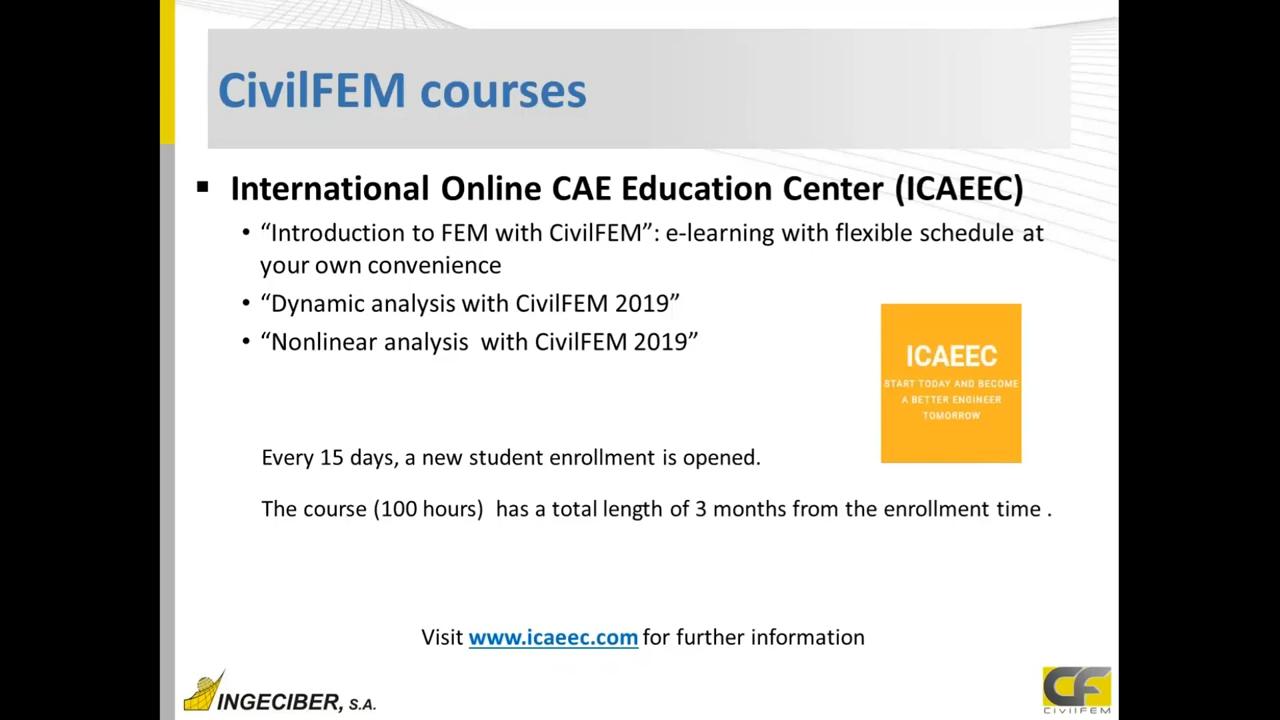 CivilFEM courses
▪ International Online CAE Education Center (ICAEEC)
• “Introduction to FEM with CivilFEM”: e-learning with flexible schedule at
your own convenience
• “Dynamic analysis with CivilFEM 2019”
• “Nonlinear analysis with CivilFEM 2019”
ICAEEC
START TODAY AND BECOME
A BETTER ENGINEER
TOMORROW
Every 15 days, a new student enrollment is opened.
The course (100 hours) has a total length of 3 months from the enrollment time .
Visit www.icaeec.com for further information
INGECIBER, S.A.
CF
CivilFEM